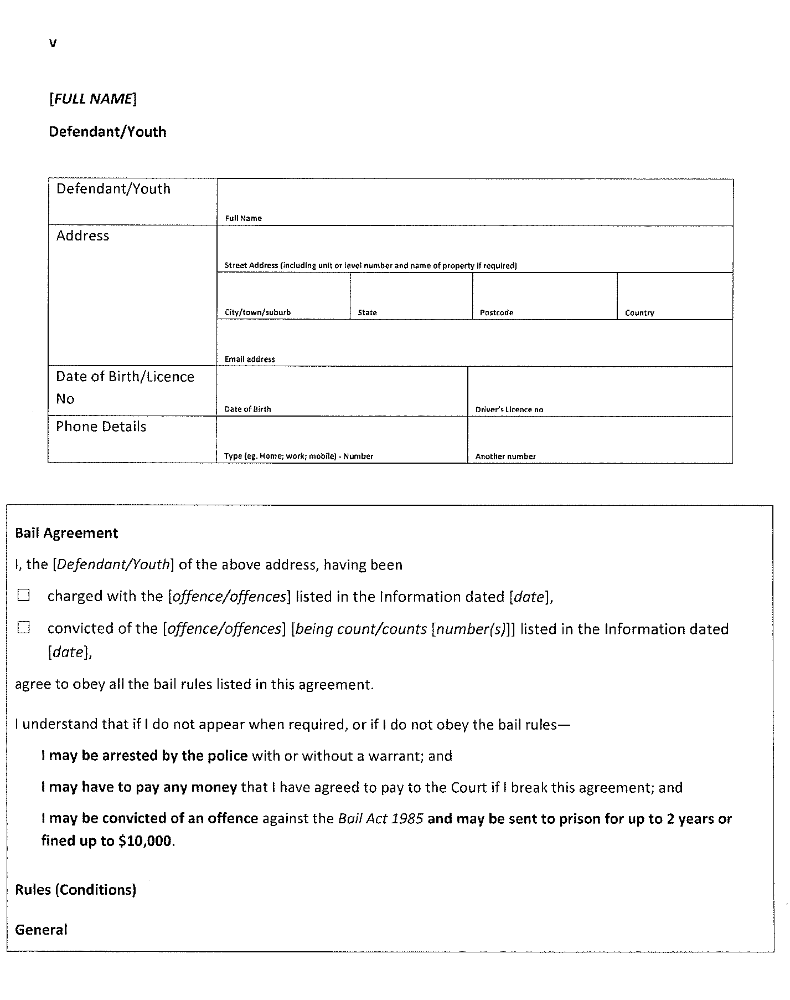 v
[FULL NAME]
Defendant/Youth
Defendant/Youth
Full Name
Address
Street Address (including unit or level number and name of property if required)
City/town/suburb State Postcode Country
Email address
Date of Birth/Licence
No
Date of Birth Driver's Licence no
Phone Details
Type (eg. Home; work; mobile) - Number Another number
Bail Agreement
I, the [Defendant/Youth] of the above address, having been
☐ charged with the [offence/offences] listed in the Information dated [date],
☐ convicted of the [offence/offences] [being count/counts [number(s)]] listed in the Information dated
[date],
agree to obey all the bail rules listed in this agreement.
I understand that if I do not appear when required, or if I do not obey the bail rules—
I may be arrested by the police with or without a warrant; and
I may have to pay any money that I have agreed to pay to the Court if I break this agreement; and
I may be convicted of an offence against the Bail Act 1985 and may be sent to prison for up to 2 years or
fined up to $10,000.
Rules (Conditions)
General